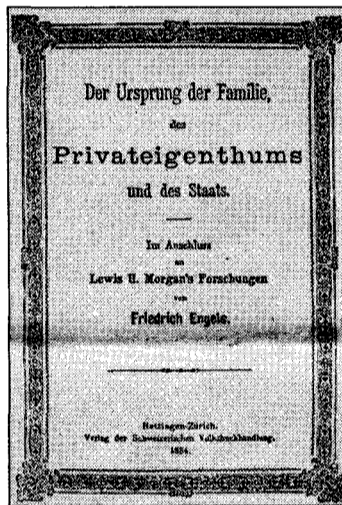 Der Ursprung der Familie,
des
Privateigenthums
und des Staats.
Im Anschluss
an
Lewis H. Morgan's Forschungen
von
Friedrich Engels.
Hottingen-Zürich.
Verlag der Schweizerischen Volksbuchhandlung.
1884.